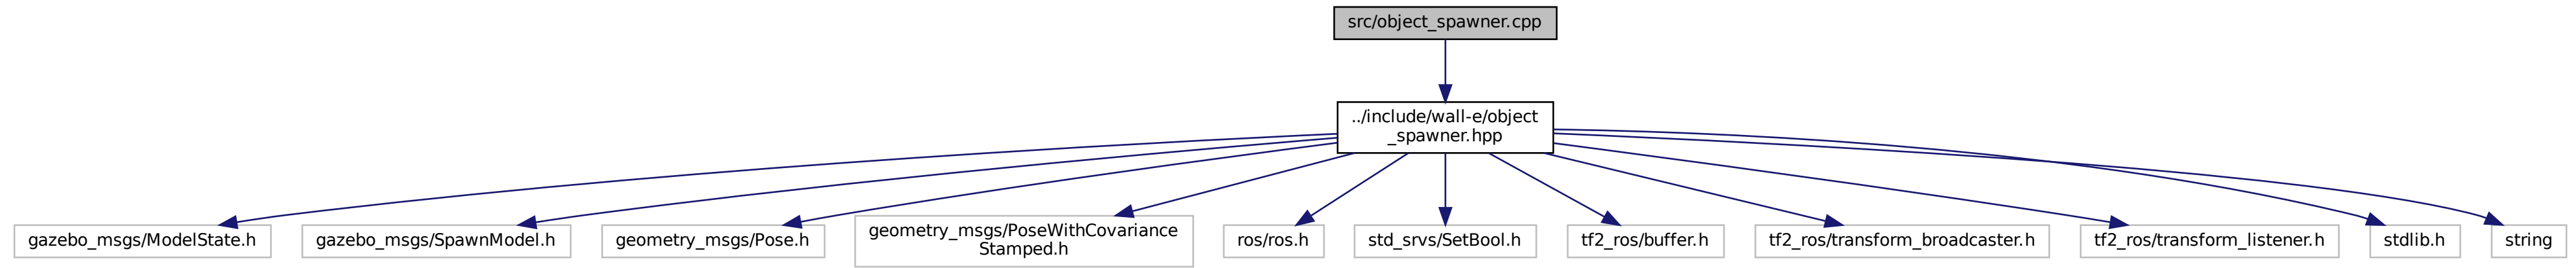 src/object_spawner.cpp
../include/wall-e/object
_spawner.hpp
gazebo_msgs/ModelState.h
gazebo_msgs/SpawnModel.h
geometry_msgs/Pose.h
geometry_msgs/PoseWithCovariance
Stamped.h
ros/ros.h
std_srvs/SetBool.h
tf2_ros/buffer.h
tf2_ros/transform_broadcaster.h
tf2_ros/transform_listener.h
stdlib.h
string